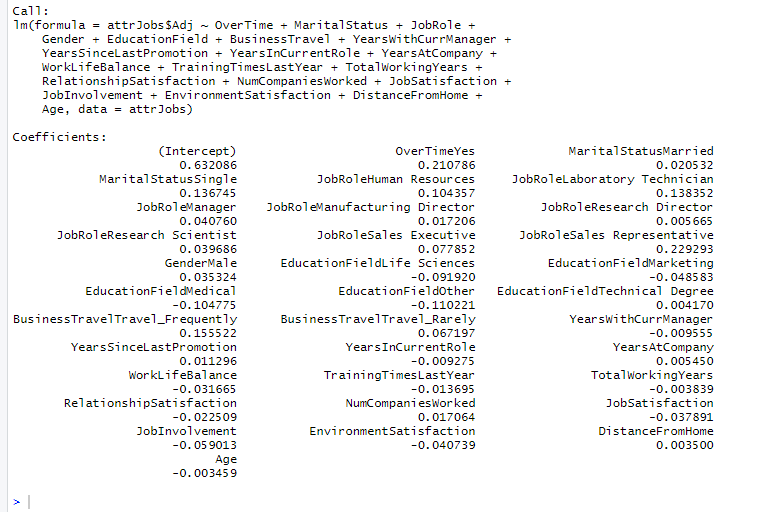 Call:
lm(formula = attrJobs$Adj ~ OverTime + MaritalStatus + JobRole +
Gender + EducationField + BusinessTravel + YearsWithCurrManager +
YearsSinceLastPromotion + YearsInCurrentRole + YearsAtCompany +
WorkLifeBalance + TrainingTimesLastYear + TotalWorkingYears +
RelationshipSatisfaction + NumCompaniesWorked + JobSatisfaction +
JobInvolvement + EnvironmentSatisfaction + DistanceFromHome +
Age, data = attrJobs)
Coefficients:
(Intercept) OverTimeYes MaritalStatusMarried
0.632086 0.210786 0.020532
MaritalStatusSingle JobRoleHuman Resources JobRoleLaboratory Technician
0.136745 0.104357 0.138352
JobRoleManager JobRoleManufacturing Director JobRoleResearch Director
0.040760 0.017206 0.005665
JobRoleResearch Scientist JobRoleSales Executive JobRoleSales Representative
0.039686 0.077852 0.229293
GenderMale EducationFieldLife Sciences EducationFieldMarketing
0.035324 -0.091920 -0.048583
EducationFieldMedical EducationFieldOther EducationFieldTechnical Degree
-0.104775 -0.110221 0.004170
BusinessTravelTravel_Frequently BusinessTravelTravel_Rarely YearsWithCurrManager
0.155522 0.067197 -0.009555
YearsSinceLastPromotion YearsInCurrentRole YearsAtCompany
0.011296 -0.009275 0.005450
WorkLifeBalance TrainingTimesLastYear TotalWorkingYears
-0.031665 -0.013695 -0.003839
RelationshipSatisfaction NumCompaniesWorked JobSatisfaction
-0.022509 0.017064 -0.037891
JobInvolvement EnvironmentSatisfaction DistanceFromHome
-0.059013 -0.040739 0.003500
Age
-0.003459
>